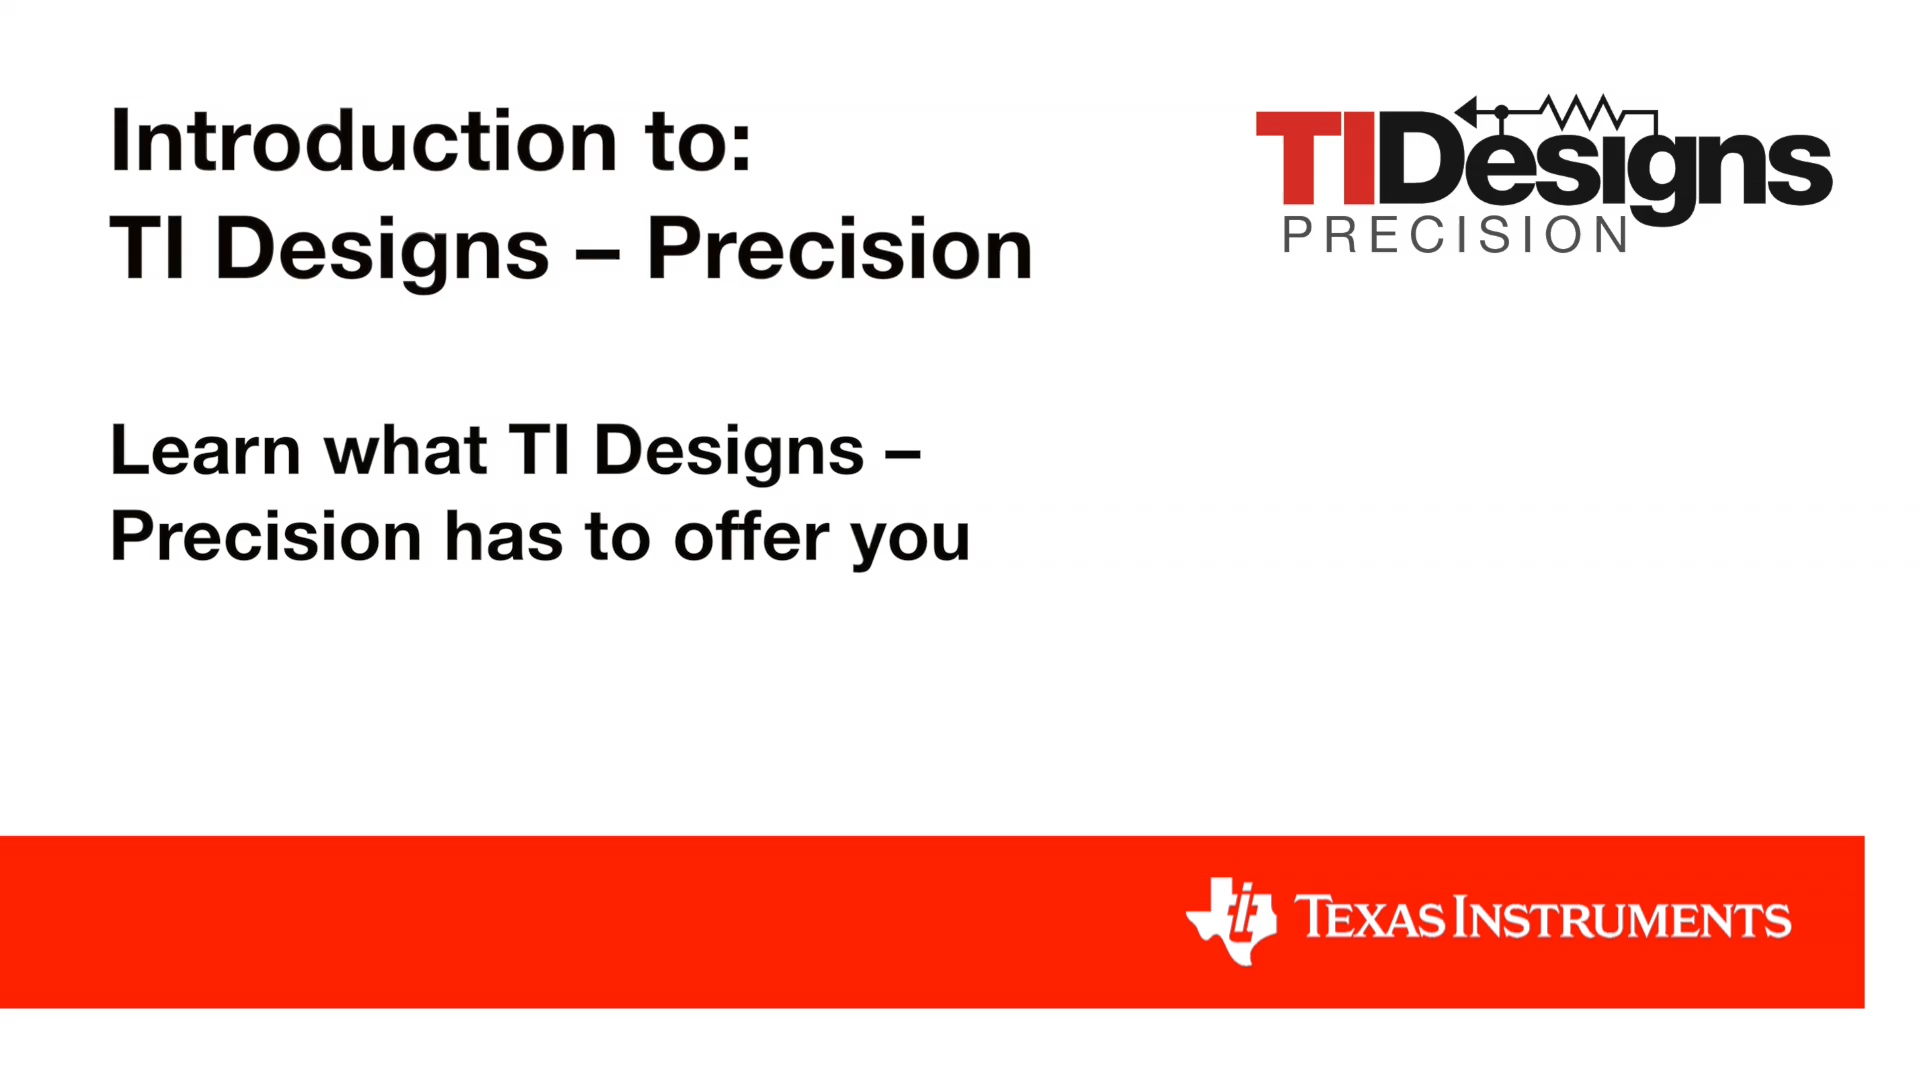 Introduction to:
TI Designs – Precision
TIDesigns
PRECISION
Learn what TI Designs –
Precision has to offer you
TEXAS INSTRUMENTS